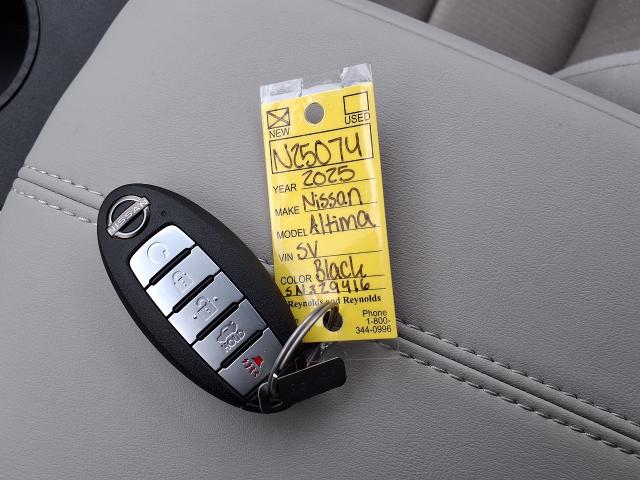 NEW USED
N25074
YEAR 2025
MAKE Nissan
MODEL Altima
VIN SV
COLOR Black
Reynolds and Reynolds
Phone
1-800-
344-0996
NISSAN
HOLD